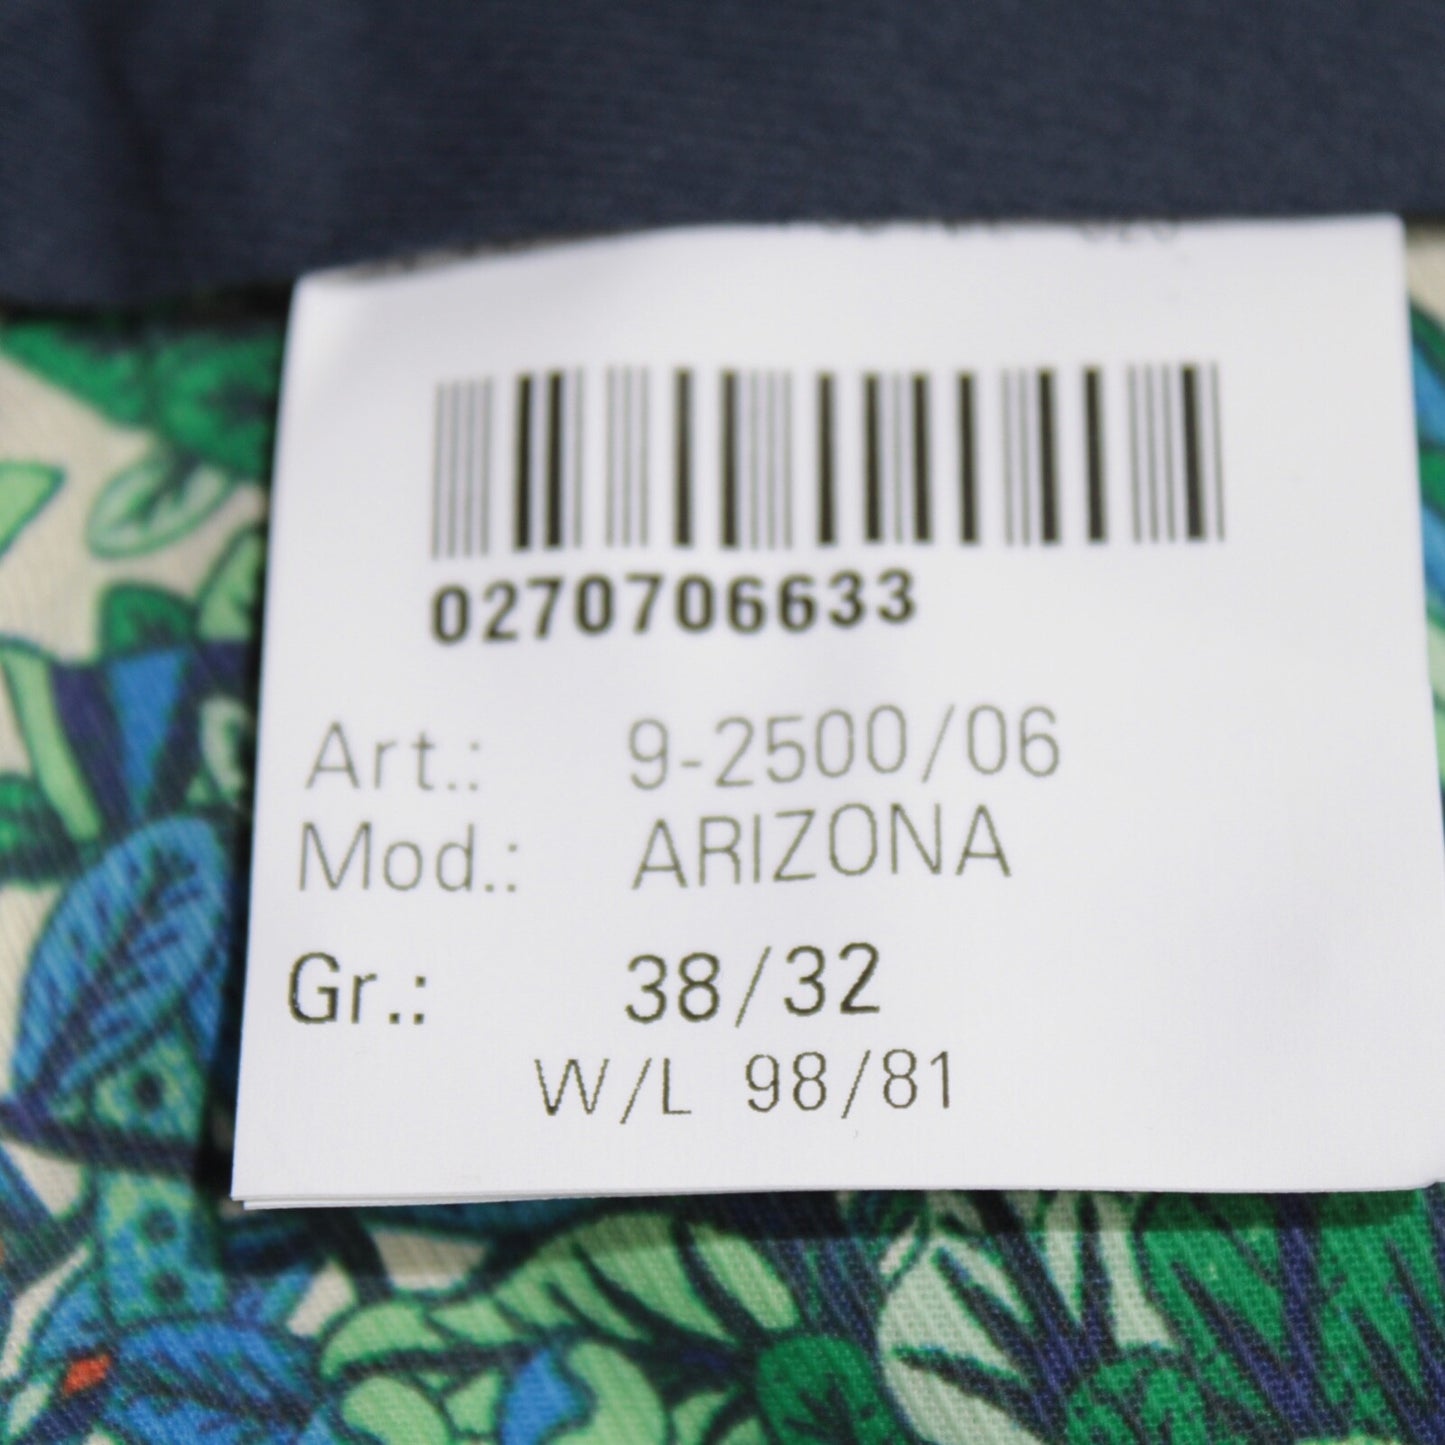 0270706633
Art.: 9-2500/06
Mod.: ARIZONA
Gr.: 38/32
W/L 98/81